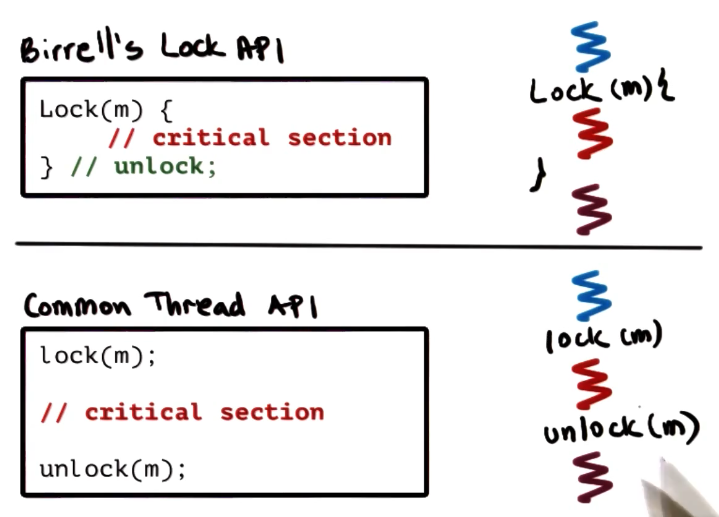 Birrell's Lock API
Lock(m) {
// critical section
} // unlock;
Lock (m) {
}
Common Thread API
lock(m);
// critical section
unlock(m);
lock (m)
unlock (m)